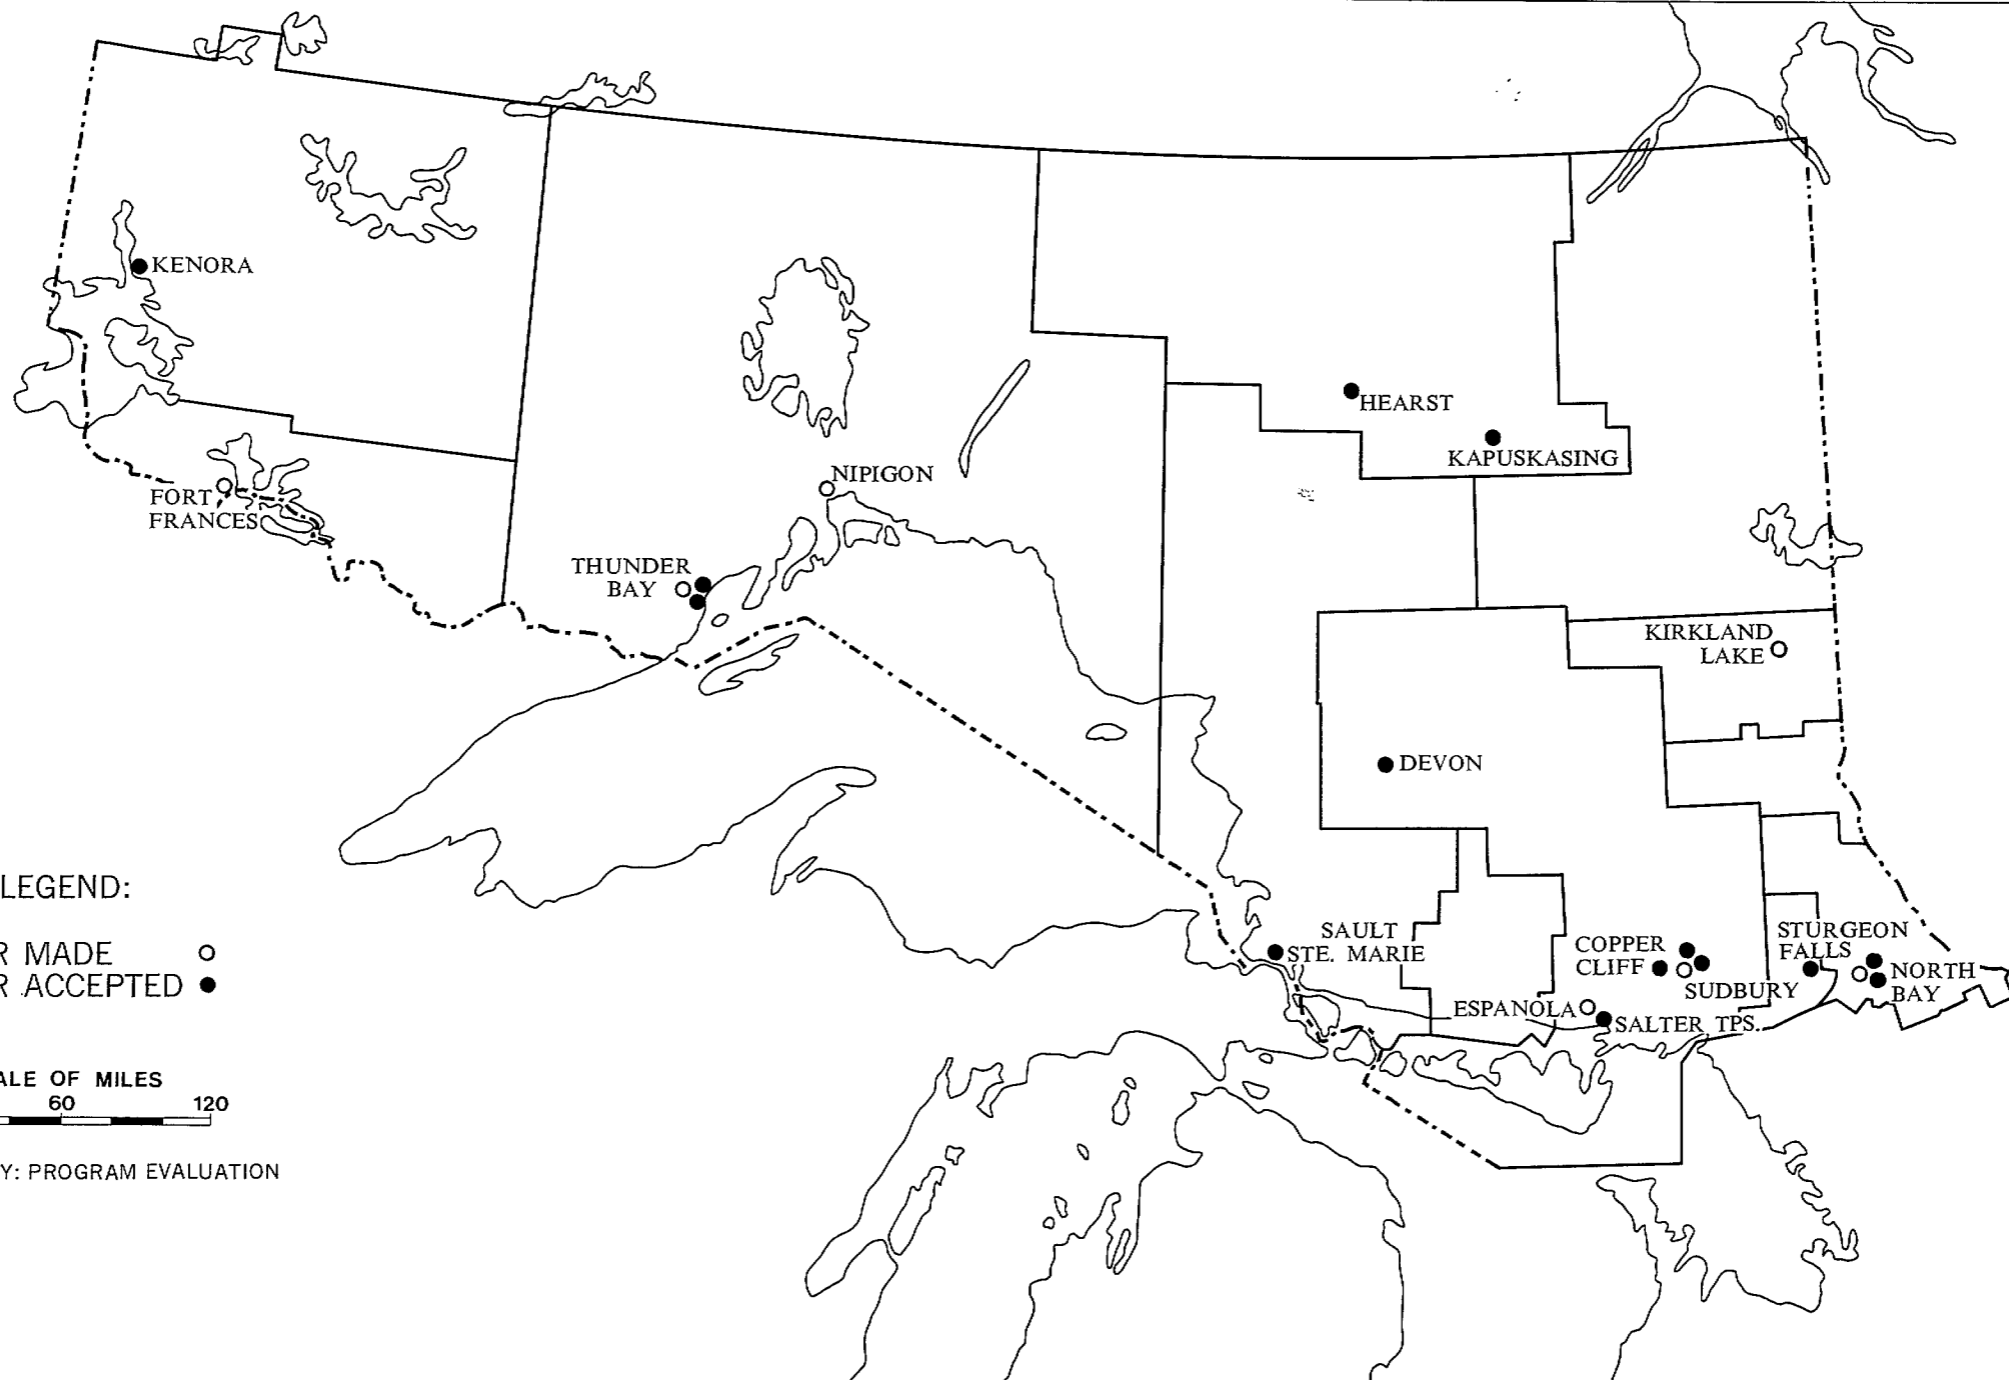 KENORA
HEARST
KAPUSKASING
NIPIGON
FORT
FRANCES
THUNDER
BAY
KIRKLAND
LAKE
DEVON
LEGEND:
R MADE
R ACCEPTED
SAULT
STE. MARIE
COPPER
CLIFF
SUDBURY
STURGEON
FALLS
NORTH
BAY
ESPANOLA
SALTER TPS.
ALE OF MILES
60 120
Y: PROGRAM EVALUATION